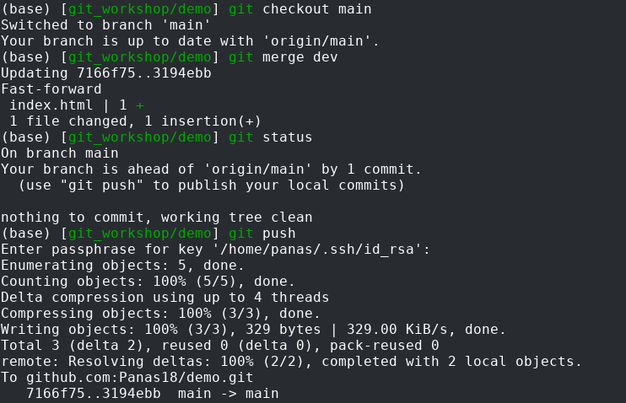 (base) [git_workshop/demo] git checkout main
Switched to branch 'main'
Your branch is up to date with 'origin/main'.
(base) [git_workshop/demo] git merge dev
Updating 7166f75..3194ebb
Fast-forward
 index.html | 1 +
 1 file changed, 1 insertion(+)
(base) [git_workshop/demo] git status
On branch main
Your branch is ahead of 'origin/main' by 1 commit.
  (use "git push" to publish your local commits)

nothing to commit, working tree clean
(base) [git_workshop/demo] git push
Enter passphrase for key '/home/panas/.ssh/id_rsa':
Enumerating objects: 5, done.
Counting objects: 100% (5/5), done.
Delta compression using up to 4 threads
Compressing objects: 100% (3/3), done.
Writing objects: 100% (3/3), 329 bytes | 329.00 KiB/s, done.
Total 3 (delta 2), reused 0 (delta 0), pack-reused 0
remote: Resolving deltas: 100% (2/2), completed with 2 local objects.
To github.com:Panas18/demo.git
   7166f75..3194ebb  main -> main